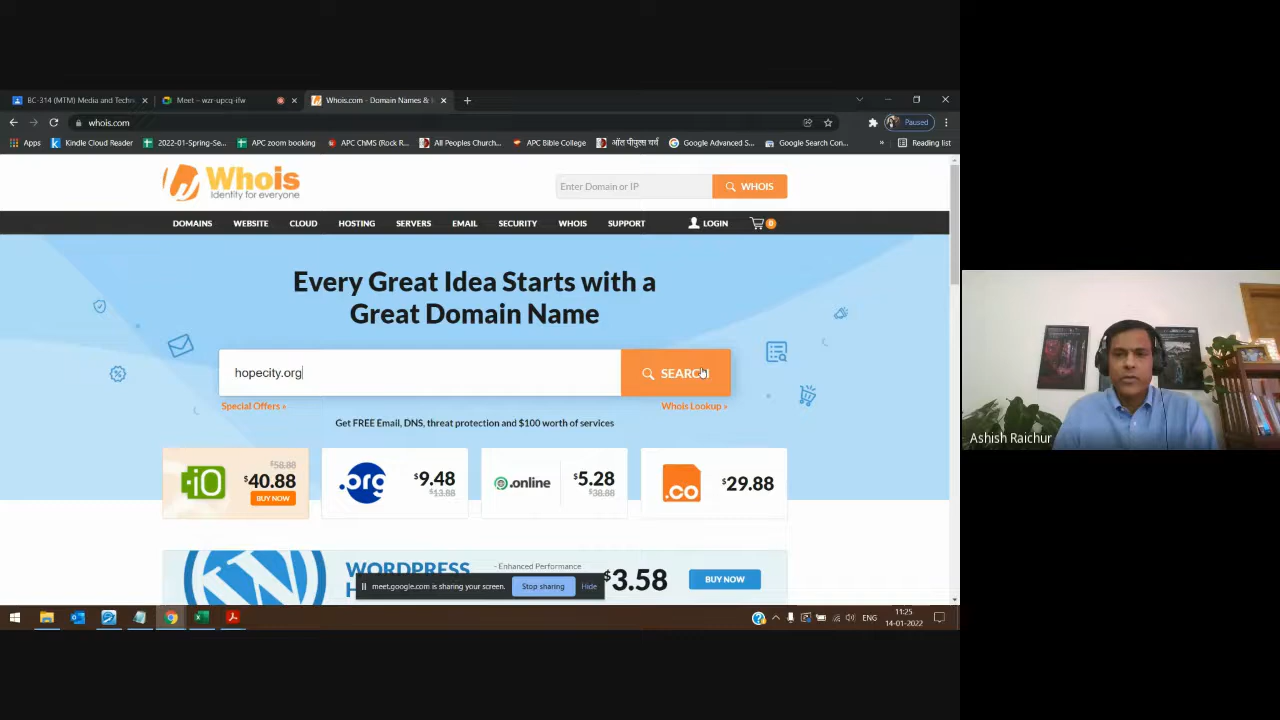 BC-314 (MTM) Media and Techn
Meet – wzr-upcq-ifw
Whois.com - Domain Names & I
whois.com
Paused
Apps
Kindle Cloud Reader
2022-01-Spring-Se...
APC zoom booking
APC ChMS (Rock R...
All Peoples Church...
APC Bible College
ऑल पीपुल्स चर्च
Google Advanced S...
Google Search Con...
»
Reading list
Whois
Identity for everyone
Enter Domain or IP
WHOIS
DOMAINS
WEBSITE
CLOUD
HOSTING
SERVERS
EMAIL
SECURITY
WHOIS
SUPPORT
LOGIN
0
Every Great Idea Starts with a
Great Domain Name
hopecity.org
SEARCH
Special Offers »
Whois Lookup »
Get FREE Email, DNS, threat protection and $100 worth of services
.io
$58.88
$40.88
BUY NOW
.org
$9.48
$13.88
.online
$5.28
$38.88
.co
$29.88
WORDPRESS
- Enhanced Performance
$3.58
BUY NOW
meet.google.com is sharing your screen.
Stop sharing
Hide
Ashish Raichur
ENG
11:25
14-01-2022